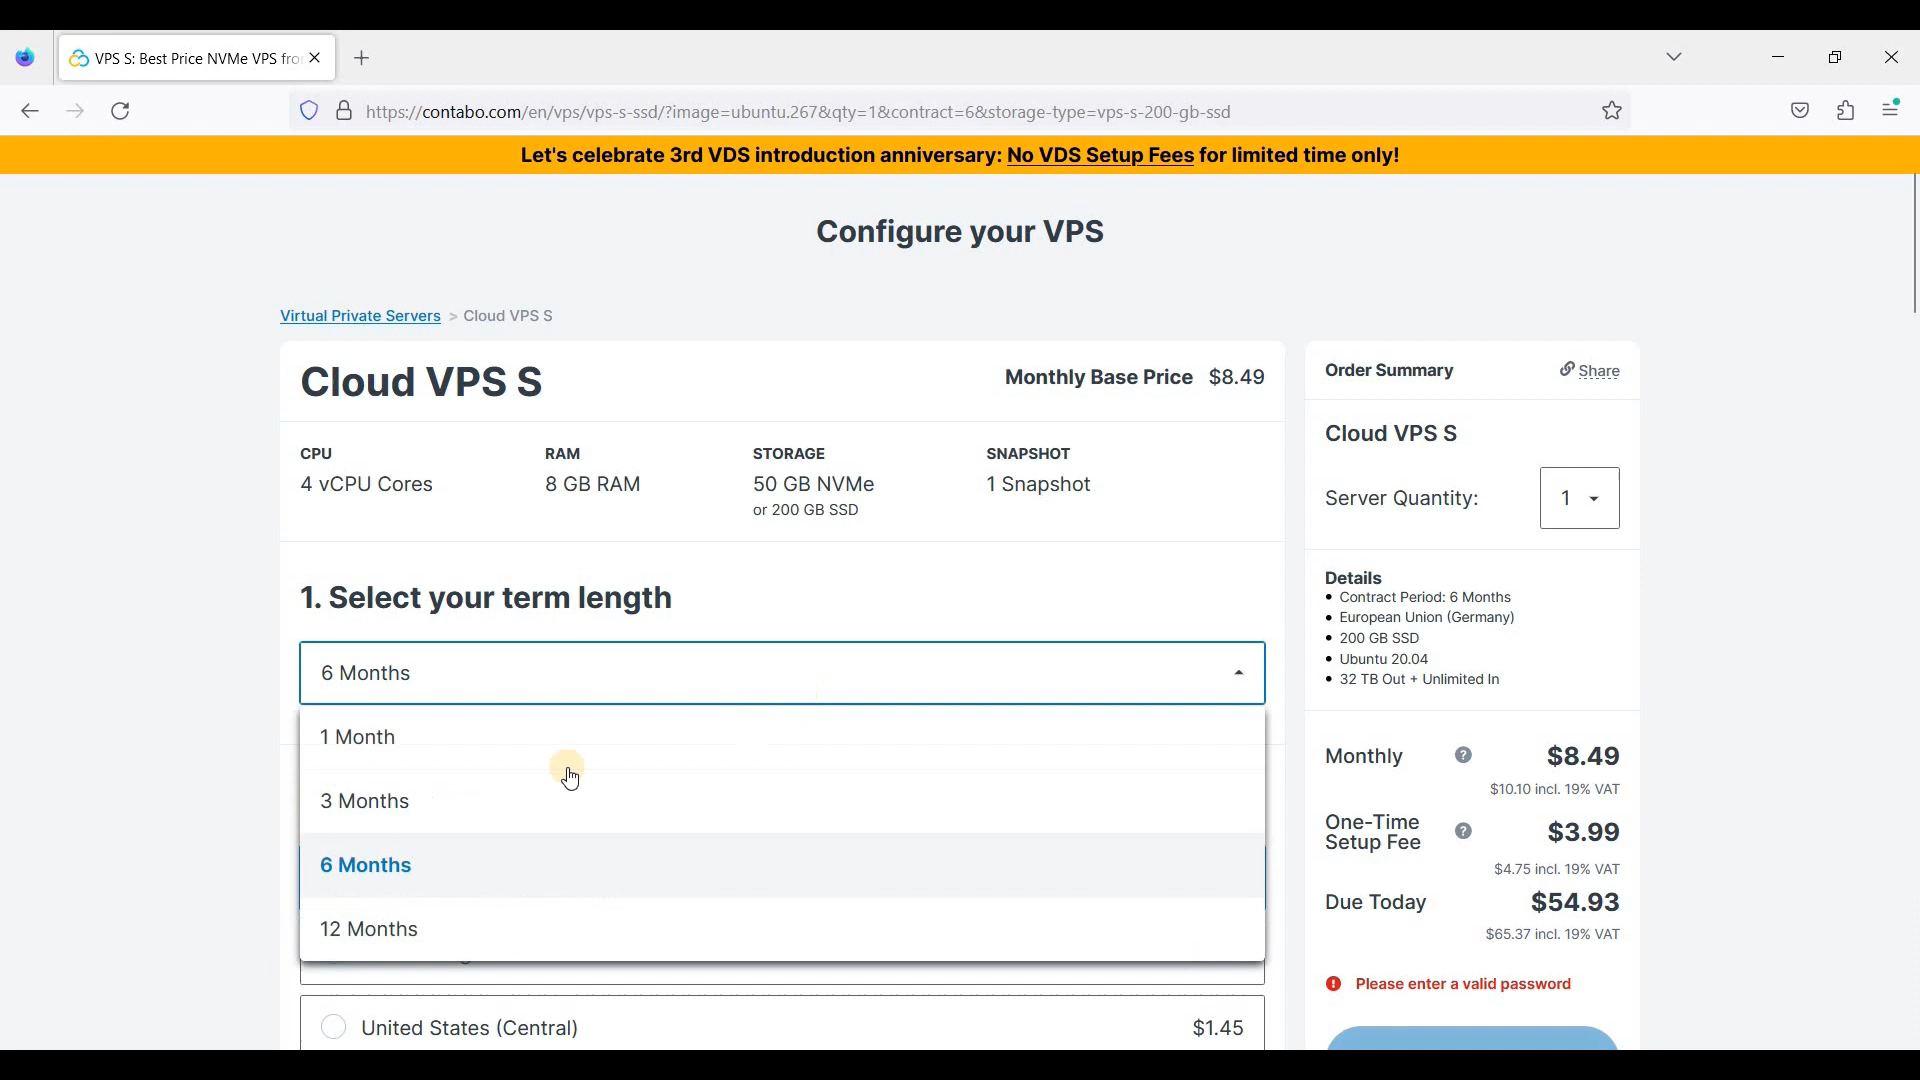 VPS S: Best Price NVMe VPS fro
https://contabo.com/en/vps/vps-s-ssd/?image=ubuntu.267&qty=1&contract=6&storage-type=vps-s-200-gb-ssd
Let's celebrate 3rd VDS introduction anniversary: No VDS Setup Fees for limited time only!
Configure your VPS
Virtual Private Servers > Cloud VPS S
Cloud VPS S
Monthly Base Price $8.49
CPU
4 vCPU Cores
RAM
8 GB RAM
STORAGE
50 GB NVMe
or 200 GB SSD
SNAPSHOT
1 Snapshot
1. Select your term length
6 Months
1 Month
3 Months
6 Months
12 Months
United States (Central) $1.45
Order Summary
Share
Cloud VPS S
Server Quantity: 1
Details
• Contract Period: 6 Months
• European Union (Germany)
• 200 GB SSD
• Ubuntu 20.04
• 32 TB Out + Unlimited In
Monthly ? $8.49
$10.10 incl. 19% VAT
One-Time
Setup Fee ? $3.99
$4.75 incl. 19% VAT
Due Today $54.93
$65.37 incl. 19% VAT
! Please enter a valid password